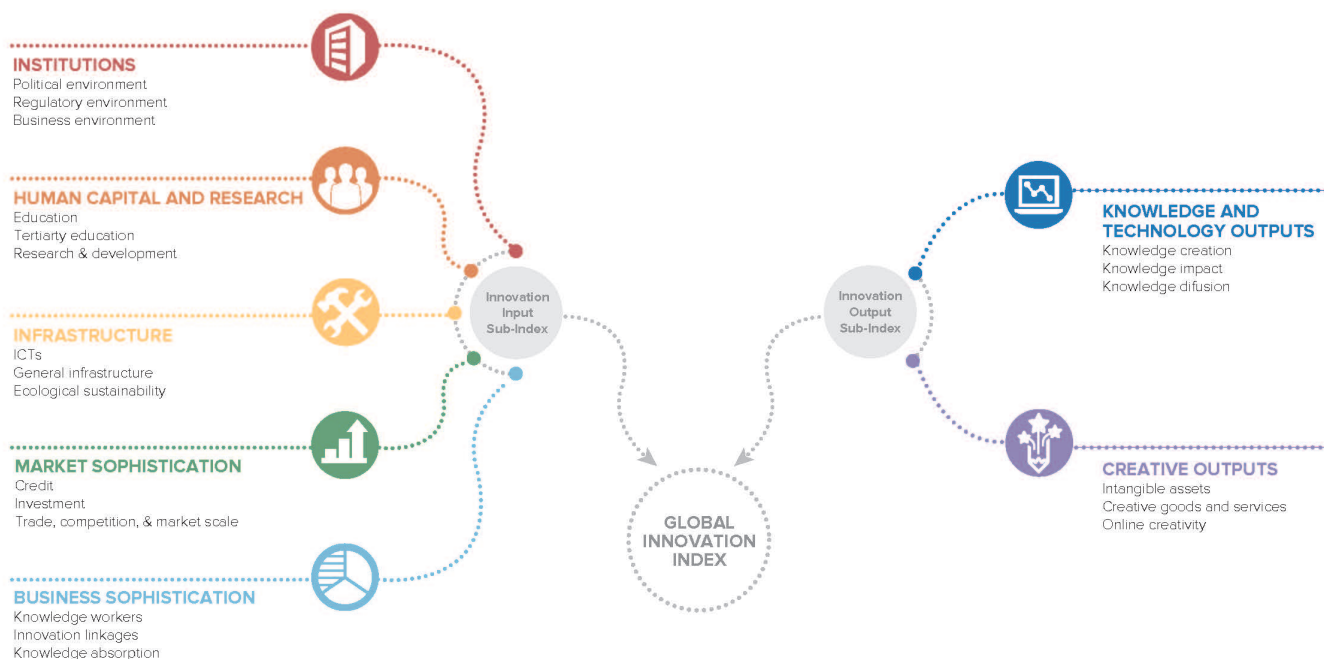 INSTITUTIONS
Political environment
Regulatory environment
Business environment
HUMAN CAPITAL AND RESEARCH
Education
Tertiarty education
Research & development
INFRASTRUCTURE
ICTs
General infrastructure
Ecological sustainability
MARKET SOPHISTICATION
Credit
Investment
Trade, competition, & market scale
BUSINESS SOPHISTICATION
Knowledge workers
Innovation linkages
Knowledge absorption
Innovation
Input
Sub-Index
GLOBAL
INNOVATION
INDEX
Innovation
Output
Sub-Index
KNOWLEDGE AND
TECHNOLOGY OUTPUTS
Knowledge creation
Knowledge impact
Knowledge difusion
CREATIVE OUTPUTS
Intangible assets
Creative goods and services
Online creativity